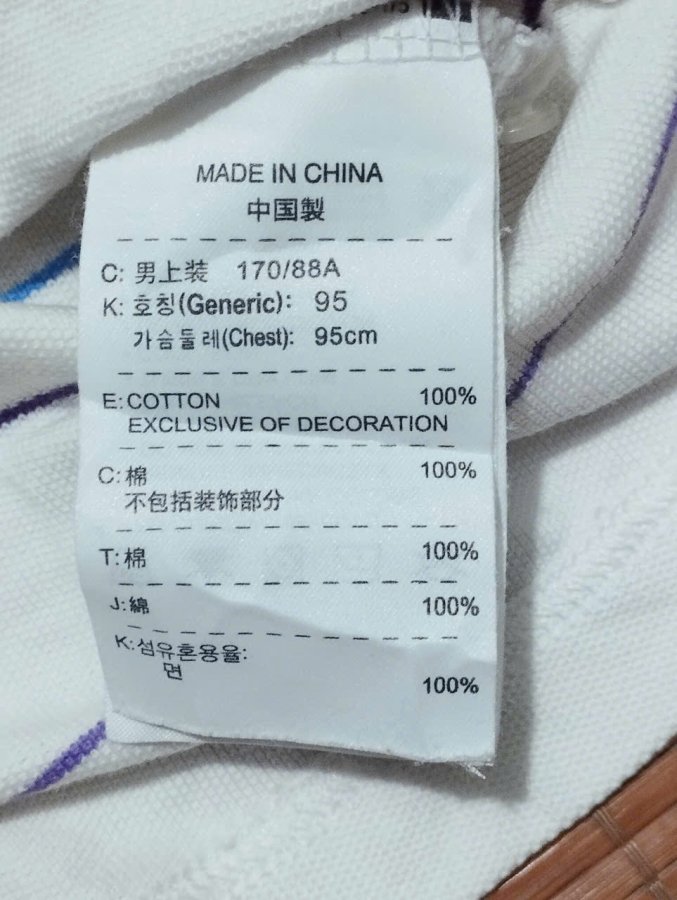 MADE IN CHINA
中国製
C: 男上装 170/88A
K: 호칭(Generic): 95
가슴둘레(Chest): 95cm
E: COTTON 100%
EXCLUSIVE OF DECORATION
C: 棉 100%
不包括装饰部分
T: 棉 100%
J: 綿 100%
K: 섬유혼용율:
면 100%